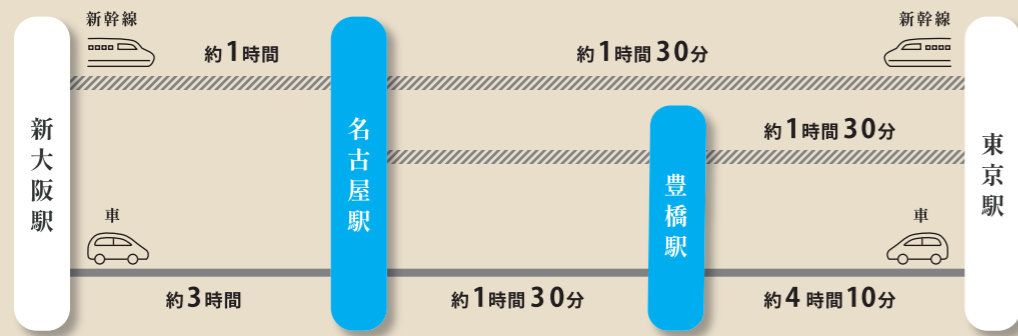 新幹線
新幹線
約1時間
約1時間30分
約1時間30分
新大阪駅
名古屋駅
豊橋駅
東京駅
車
車
約3時間
約1時間30分
約4時間10分